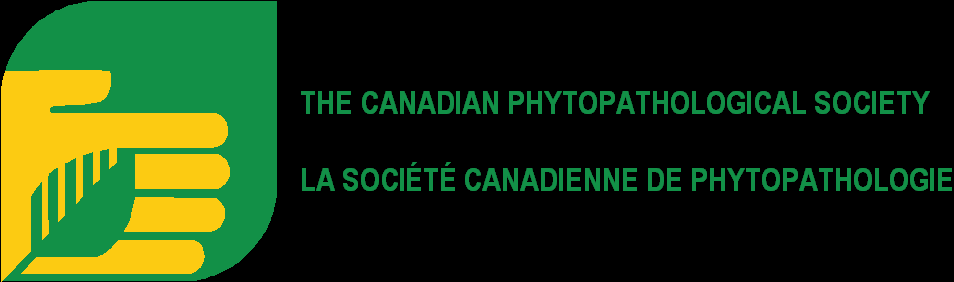 THE CANADIAN PHYTOPATHOLOGICAL SOCIETY
LA SOCIÉTÉ CANADIENNE DE PHYTOPATHOLOGIE